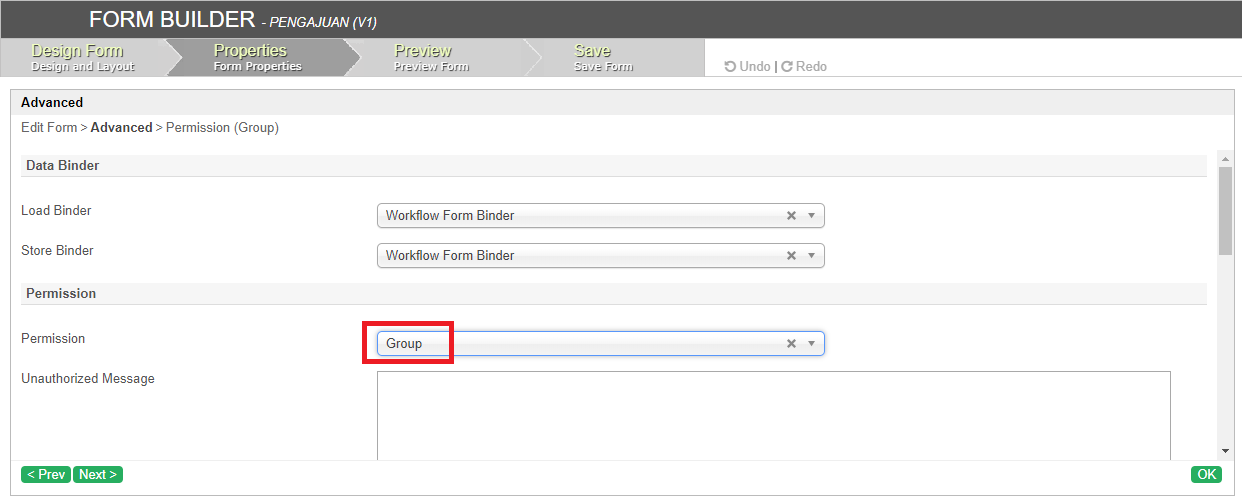 FORM BUILDER - PENGAJUAN (V1)
Design Form
Design and Layout
Properties
Form Properties
Preview
Preview Form
Save
Save Form
Undo | Redo
Advanced
Edit Form > Advanced > Permission (Group)
Data Binder
Load Binder
Workflow Form Binder
Store Binder
Workflow Form Binder
Permission
Permission
Group
Unauthorized Message
< Prev Next > OK